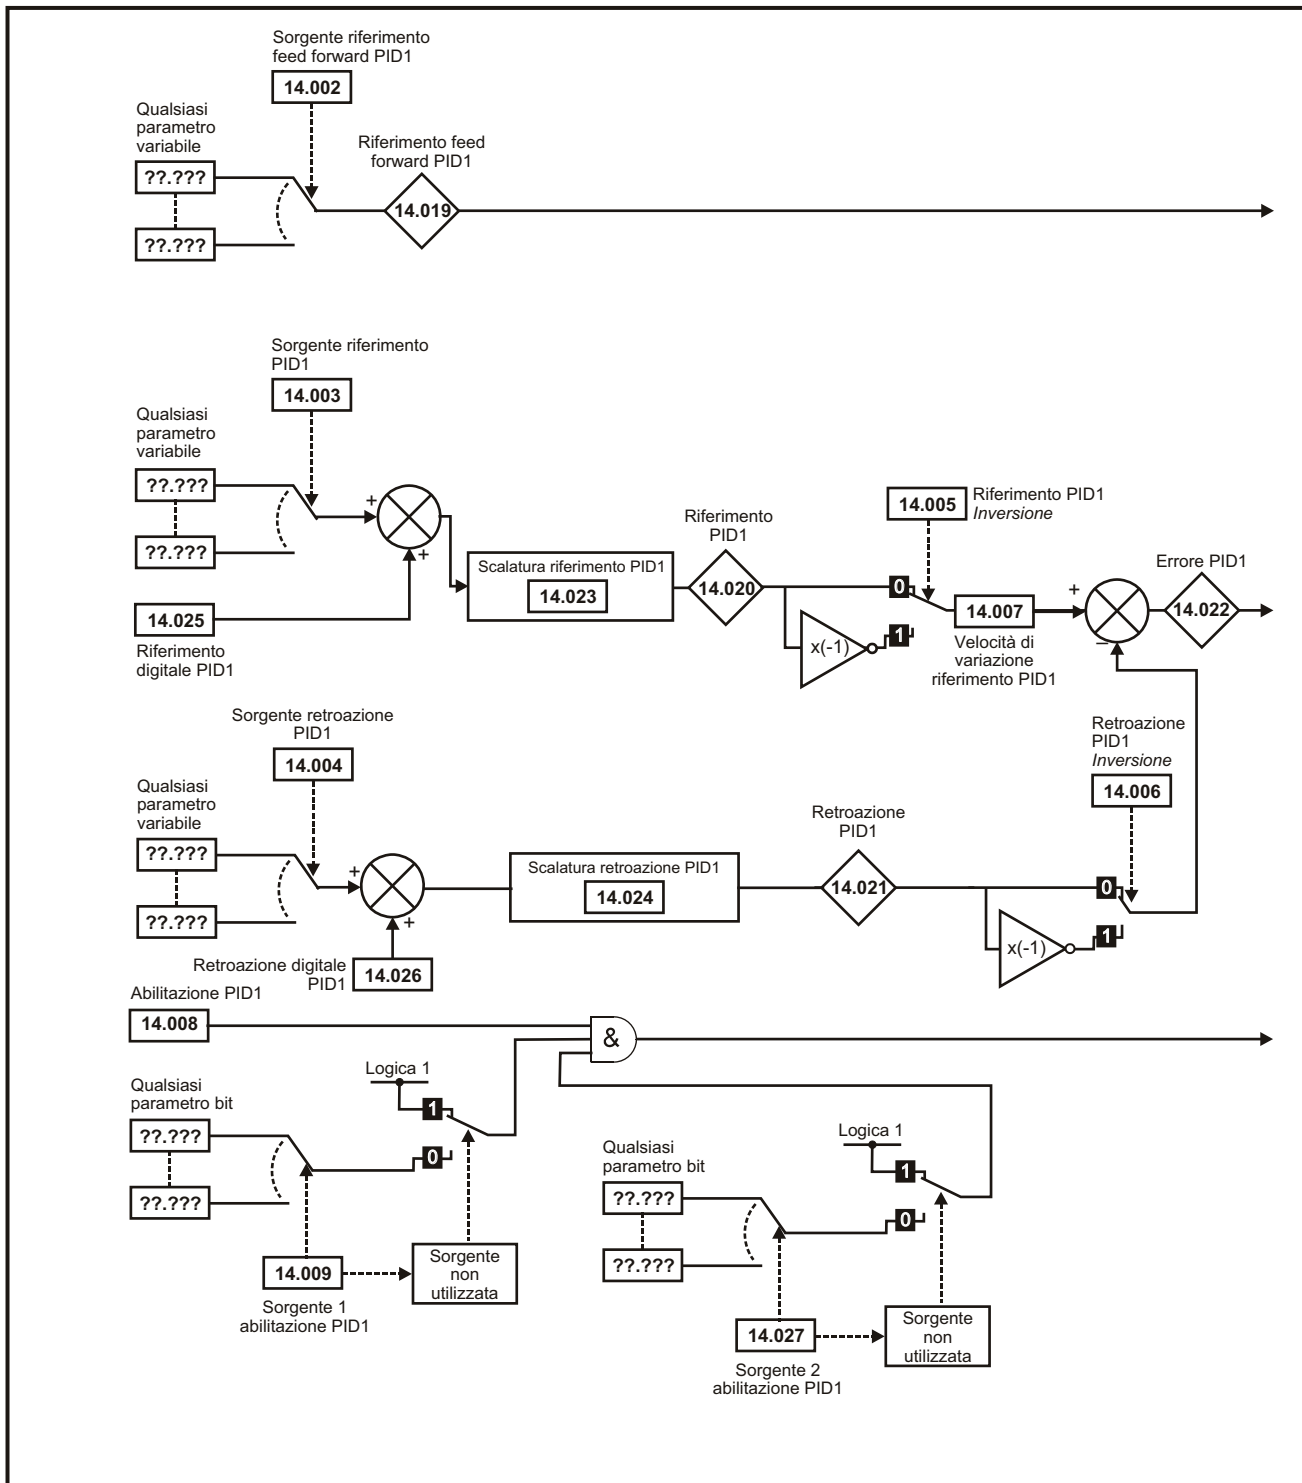 Sorgente riferimento
feed forward PID1
14.002
Qualsiasi
parametro
variabile
??.???
??.???
Riferimento feed
forward PID1
14.019
Sorgente riferimento
PID1
14.003
Qualsiasi
parametro
variabile
??.???
??.???
+
+
14.025
Riferimento
digitale PID1
Scalatura riferimento PID1
14.023
Riferimento
PID1
14.020
x(-1)
0
1
14.005
Riferimento PID1
Inversione
14.007
Velocità di
variazione
riferimento PID1
+
–
Errore PID1
14.022
Sorgente retroazione
PID1
14.004
Qualsiasi
parametro
variabile
??.???
??.???
+
+
Retroazione digitale
PID1
14.026
Scalatura retroazione PID1
14.024
Retroazione
PID1
14.021
x(-1)
0
1
Retroazione
PID1
Inversione
14.006
Abilitazione PID1
14.008
&
Qualsiasi
parametro bit
??.???
??.???
Logica 1
1
0
14.009
Sorgente 1
abilitazione PID1
Sorgente
non
utilizzata
Qualsiasi
parametro bit
??.???
??.???
Logica 1
1
0
14.027
Sorgente 2
abilitazione PID1
Sorgente
non
utilizzata